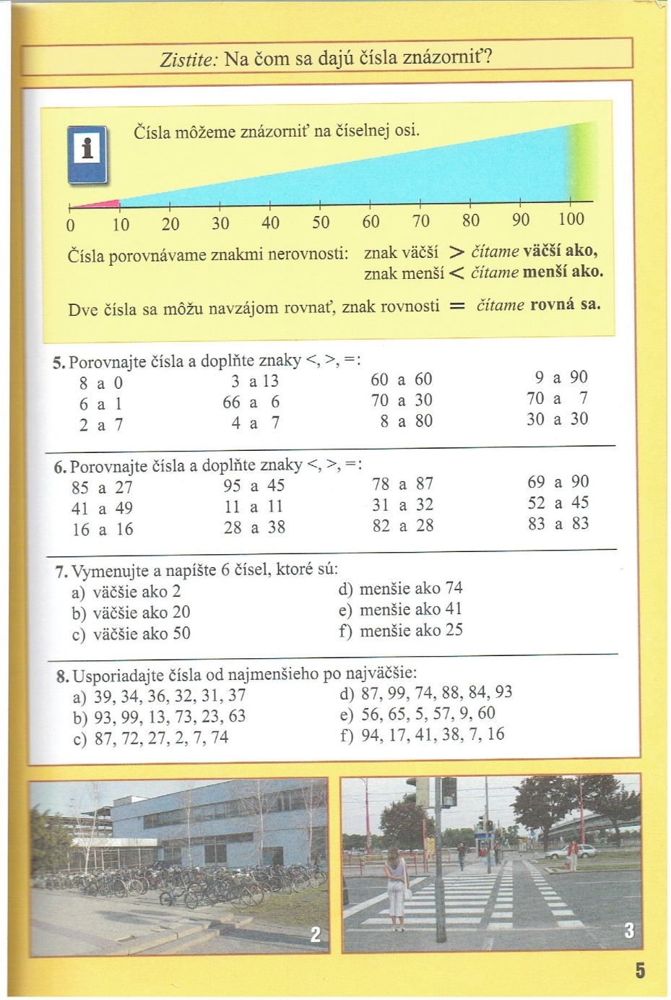 Zistite: Na čom sa dajú čísla znázorniť?
i
Čísla môžeme znázorniť na číselnej osi.
0 10 20 30 40 50 60 70 80 90 100
Čísla porovnávame znakmi nerovnosti: znak väčší > čítame väčší ako,
znak menší < čítame menší ako.
Dve čísla sa môžu navzájom rovnať, znak rovnosti = čítame rovná sa.
5. Porovnajte čísla a doplňte znaky <, >, =:
8 a 0 3 a 13 60 a 60 9 a 90
6 a 1 66 a 6 70 a 30 70 a 7
2 a 7 4 a 7 8 a 80 30 a 30
6. Porovnajte čísla a doplňte znaky <, >, =:
85 a 27 95 a 45 78 a 87 69 a 90
41 a 49 11 a 11 31 a 32 52 a 45
16 a 16 28 a 38 82 a 28 83 a 83
7. Vymenujte a napíšte 6 čísel, ktoré sú:
a) väčšie ako 2 d) menšie ako 74
b) väčšie ako 20 e) menšie ako 41
c) väčšie ako 50 f) menšie ako 25
8. Usporiadajte čísla od najmenšieho po najväčšie:
a) 39, 34, 36, 32, 31, 37 d) 87, 99, 74, 88, 84, 93
b) 93, 99, 13, 73, 23, 63 e) 56, 65, 5, 57, 9, 60
c) 87, 72, 27, 2, 7, 74 f) 94, 17, 41, 38, 7, 16
2 3
5